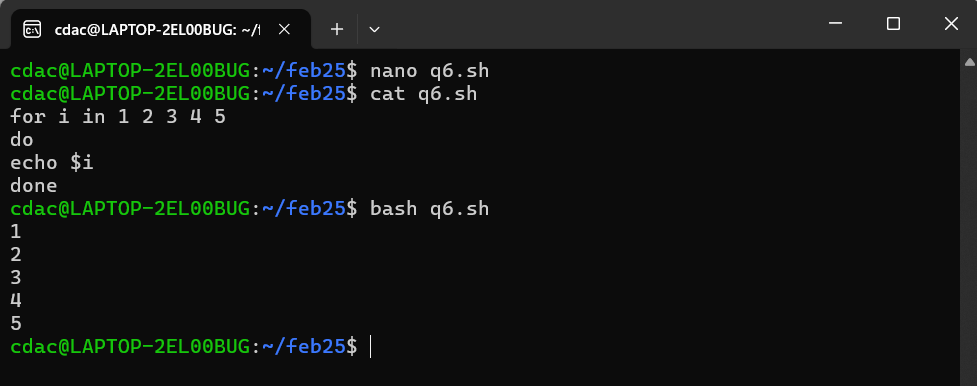 cdac@LAPTOP-2EL00BUG: ~/f
cdac@LAPTOP-2EL00BUG:~/feb25$ nano q6.sh
cdac@LAPTOP-2EL00BUG:~/feb25$ cat q6.sh
for i in 1 2 3 4 5
do
echo $i
done
cdac@LAPTOP-2EL00BUG:~/feb25$ bash q6.sh
1
2
3
4
5
cdac@LAPTOP-2EL00BUG:~/feb25$